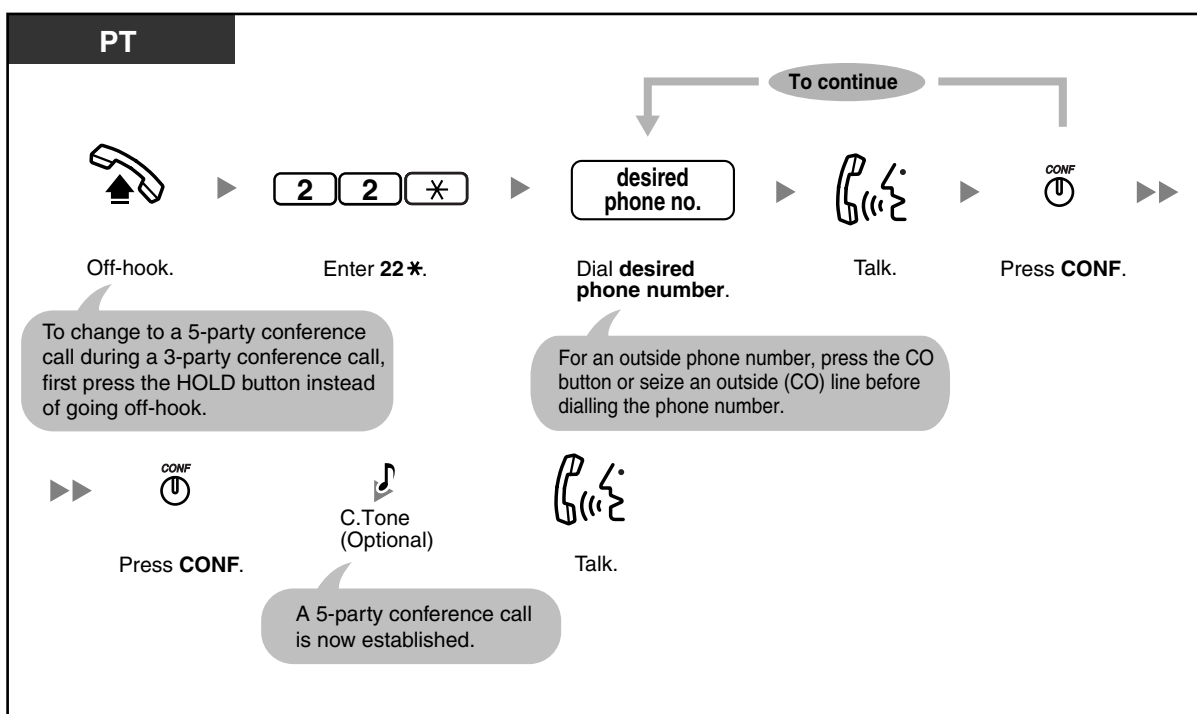 PT
To continue
2 2 ✻
desired
phone no.
CONF
Off-hook.
Enter 22✻.
Dial desired
phone number.
Talk.
Press CONF.
To change to a 5-party conference
call during a 3-party conference call,
first press the HOLD button instead
of going off-hook.
For an outside phone number, press the CO
button or seize an outside (CO) line before
dialling the phone number.
CONF
Press CONF.
C.Tone
(Optional)
Talk.
A 5-party conference call
is now established.